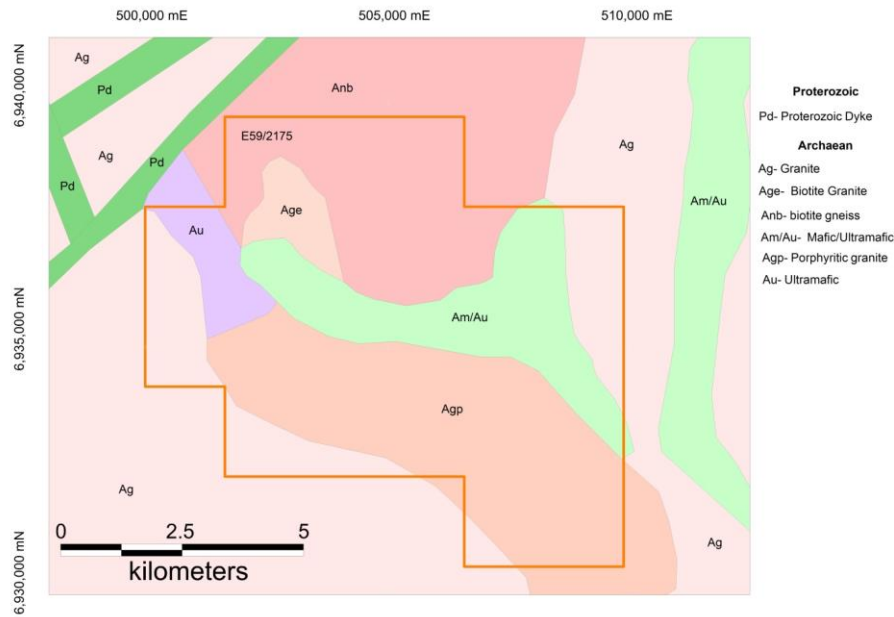 500,000 mE 505,000 mE 510,000 mE
6,940,000 mN
6,935,000 mN
6,930,000 mN
Ag
Pd
Anb
E59/2175
Ag
Ag
Pd
Pd
Am/Au
Age
Au
Am/Au
Agp
Ag
Ag
0 2.5 5
kilometers
Proterozoic
Pd- Proterozoic Dyke
Archaean
Ag- Granite
Age- Biotite Granite
Anb- biotite gneiss
Am/Au- Mafic/Ultramafic
Agp- Porphyritic granite
Au- Ultramafic